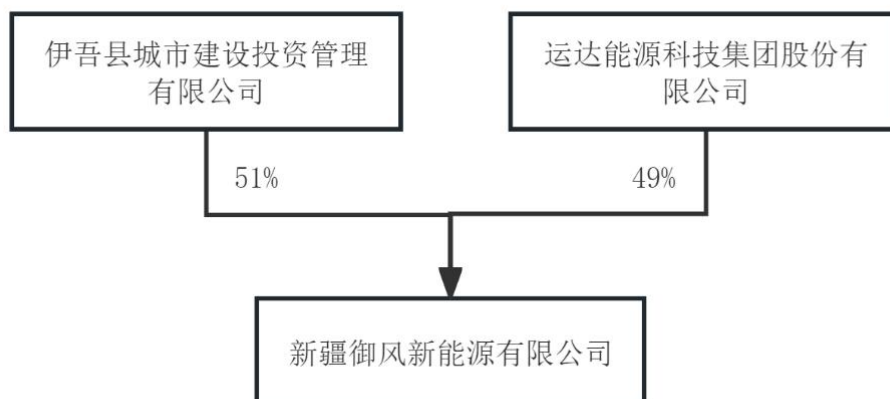 伊吾县城市建设投资管理
有限公司
运达能源科技集团股份有
限公司
51%
49%
新疆御风新能源有限公司